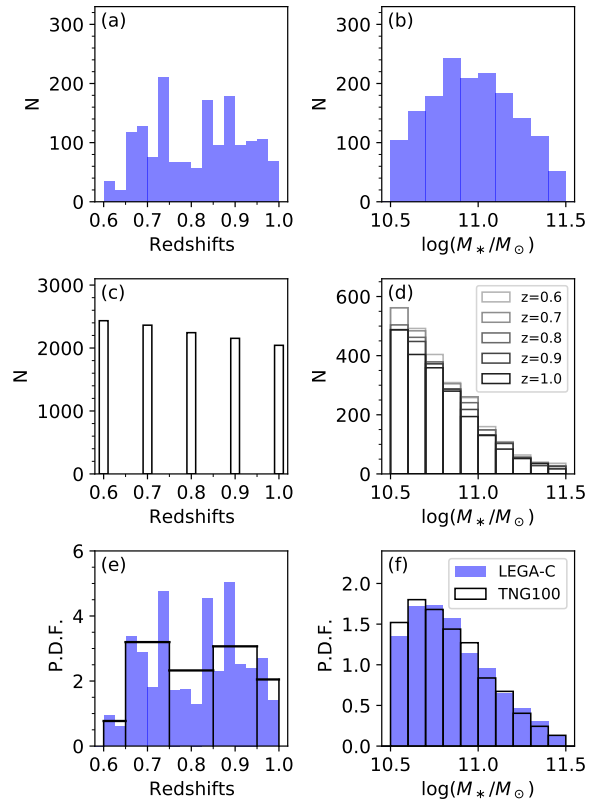 (a)
300
200
100
0
N
0.6 0.7 0.8 0.9 1.0
Redshifts
(b)
300
200
100
0
N
10.5 11.0 11.5
log(M∗/M⊙)
(c)
3000
2000
1000
0
N
0.6 0.7 0.8 0.9 1.0
Redshifts
(d)
600
400
200
0
N
z=0.6
z=0.7
z=0.8
z=0.9
z=1.0
10.5 11.0 11.5
log(M∗/M⊙)
(e)
6
4
2
0
P.D.F.
0.6 0.7 0.8 0.9 1.0
Redshifts
(f)
2.0
1.5
1.0
0.5
0.0
P.D.F.
LEGA-C
TNG100
10.5 11.0 11.5
log(M∗/M⊙)